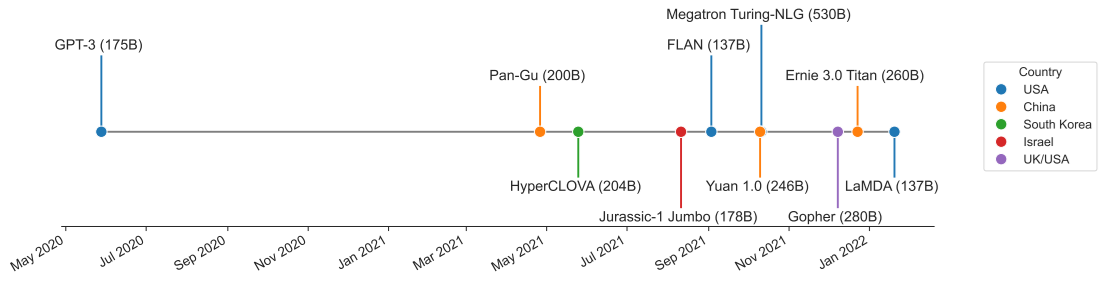 Megatron Turing-NLG (530B)
GPT-3 (175B)
FLAN (137B)
Pan-Gu (200B)
Ernie 3.0 Titan (260B)
HyperCLOVA (204B)
Yuan 1.0 (246B)
LaMDA (137B)
Jurassic-1 Jumbo (178B)
Gopher (280B)
May 2020
Jul 2020
Sep 2020
Nov 2020
Jan 2021
Mar 2021
May 2021
Jul 2021
Sep 2021
Nov 2021
Jan 2022
Country
USA
China
South Korea
Israel
UK/USA